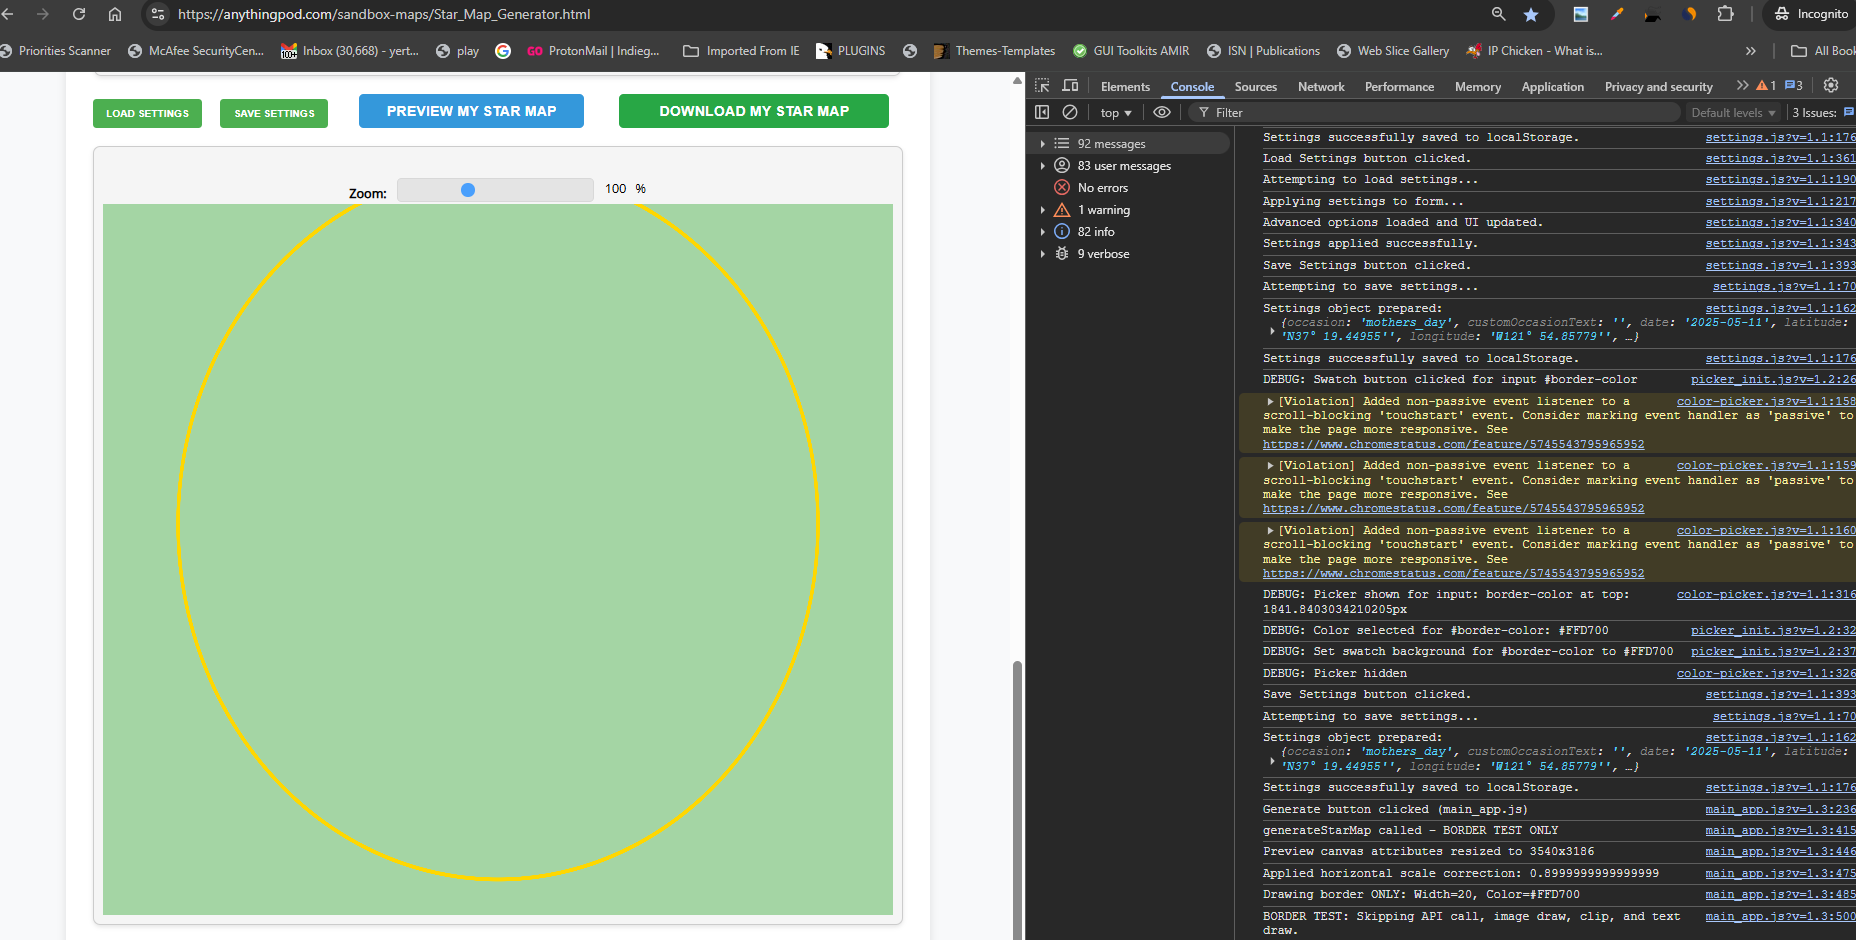 https://anythingpod.com/sandbox-maps/Star_Map_Generator.html
Incognito
Priorities Scanner
McAfee SecurityCen...
100+
Inbox (30,668) - yert...
play
G
GO ProtonMail | Indieg...
Imported From IE
PLUGINS
Themes-Templates
GUI Toolkits AMIR
ISN | Publications
Web Slice Gallery
IP Chicken - What is...
»
All Book
LOAD SETTINGS
SAVE SETTINGS
PREVIEW MY STAR MAP
DOWNLOAD MY STAR MAP
Zoom:
100 %
Elements
Console
Sources
Network
Performance
Memory
Application
Privacy and security
»
1
3
top
Filter
Default levels
3 Issues:
92 messages
83 user messages
No errors
1 warning
82 info
9 verbose
Settings successfully saved to localStorage. settings.js?v=1.1:176
Load Settings button clicked. settings.js?v=1.1:361
Attempting to load settings... settings.js?v=1.1:190
Applying settings to form... settings.js?v=1.1:217
Advanced options loaded and UI updated. settings.js?v=1.1:340
Settings applied successfully. settings.js?v=1.1:343
Save Settings button clicked. settings.js?v=1.1:393
Attempting to save settings... settings.js?v=1.1:70
Settings object prepared: settings.js?v=1.1:162
{occasion: 'mothers_day', customOccasionText: '', date: '2025-05-11', latitude:
'N37° 19.44955'', longitude: 'W121° 54.85779'', …}
Settings successfully saved to localStorage. settings.js?v=1.1:176
DEBUG: Swatch button clicked for input #border-color picker_init.js?v=1.2:26
[Violation] Added non-passive event listener to a color-picker.js?v=1.1:158
scroll-blocking 'touchstart' event. Consider marking event handler as 'passive' to
make the page more responsive. See
https://www.chromestatus.com/feature/5745543795965952
[Violation] Added non-passive event listener to a color-picker.js?v=1.1:159
scroll-blocking 'touchstart' event. Consider marking event handler as 'passive' to
make the page more responsive. See
https://www.chromestatus.com/feature/5745543795965952
[Violation] Added non-passive event listener to a color-picker.js?v=1.1:160
scroll-blocking 'touchstart' event. Consider marking event handler as 'passive' to
make the page more responsive. See
https://www.chromestatus.com/feature/5745543795965952
DEBUG: Picker shown for input: border-color at top: color-picker.js?v=1.1:316
1841.8403034210205px
DEBUG: Color selected for #border-color: #FFD700 picker_init.js?v=1.2:32
DEBUG: Set swatch background for #border-color to #FFD700 picker_init.js?v=1.2:37
DEBUG: Picker hidden color-picker.js?v=1.1:326
Save Settings button clicked. settings.js?v=1.1:393
Attempting to save settings... settings.js?v=1.1:70
Settings object prepared: settings.js?v=1.1:162
{occasion: 'mothers_day', customOccasionText: '', date: '2025-05-11', latitude:
'N37° 19.44955'', longitude: 'W121° 54.85779'', …}
Settings successfully saved to localStorage. settings.js?v=1.1:176
Generate button clicked (main_app.js) main_app.js?v=1.3:236
generateStarMap called - BORDER TEST ONLY main_app.js?v=1.3:415
Preview canvas attributes resized to 3540x3186 main_app.js?v=1.3:446
Applied horizontal scale correction: 0.8999999999999999 main_app.js?v=1.3:475
Drawing border ONLY: Width=20, Color=#FFD700 main_app.js?v=1.3:485
BORDER TEST: Skipping API call, image draw, clip, and text main_app.js?v=1.3:500
draw.